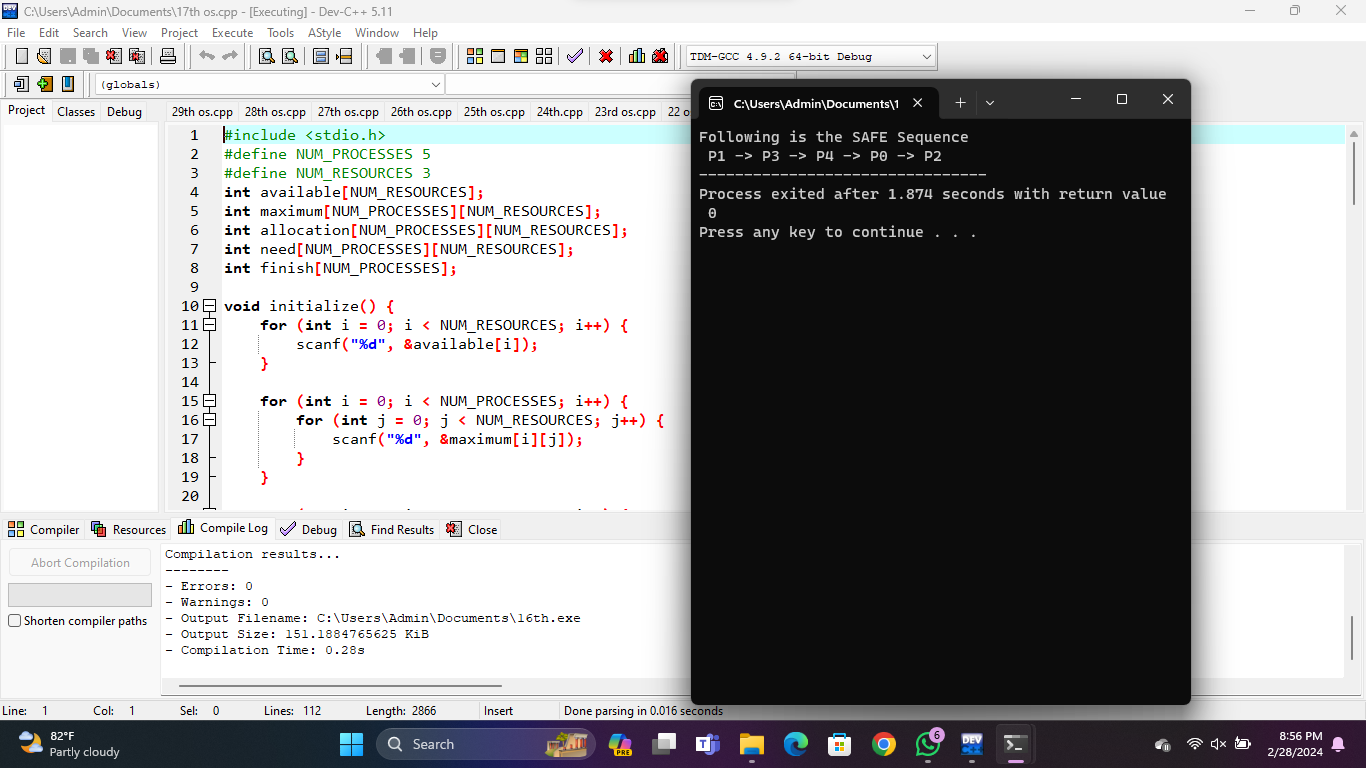 C:\Users\Admin\Documents\17th os.cpp - [Executing] - Dev-C++ 5.11
File Edit Search View Project Execute Tools AStyle Window Help
TDM-GCC 4.9.2 64-bit Debug
(globals)
Project Classes Debug
29th os.cpp 28th os.cpp 27th os.cpp 26th os.cpp 25th os.cpp 24th.cpp 23rd os.cpp 22 o
1 #include <stdio.h>
2 #define NUM_PROCESSES 5
3 #define NUM_RESOURCES 3
4 int available[NUM_RESOURCES];
5 int maximum[NUM_PROCESSES][NUM_RESOURCES];
6 int allocation[NUM_PROCESSES][NUM_RESOURCES];
7 int need[NUM_PROCESSES][NUM_RESOURCES];
8 int finish[NUM_PROCESSES];
9
10 void initialize() {
11 for (int i = 0; i < NUM_RESOURCES; i++) {
12 scanf("%d", &available[i]);
13 }
14
15 for (int i = 0; i < NUM_PROCESSES; i++) {
16 for (int j = 0; j < NUM_RESOURCES; j++) {
17 scanf("%d", &maximum[i][j]);
18 }
19 }
20
C:\Users\Admin\Documents\1
Following is the SAFE Sequence
P1 -> P3 -> P4 -> P0 -> P2
--------------------------------
Process exited after 1.874 seconds with return value
0
Press any key to continue . . .
Compiler Resources Compile Log Debug Find Results Close
Abort Compilation
Shorten compiler paths
Compilation results...
--------
- Errors: 0
- Warnings: 0
- Output Filename: C:\Users\Admin\Documents\16th.exe
- Output Size: 151.1884765625 KiB
- Compilation Time: 0.28s
Line: 1 Col: 1 Sel: 0 Lines: 112 Length: 2866 Insert Done parsing in 0.016 seconds
82°F
Partly cloudy
Search
PRE
6
DEV
8:56 PM
2/28/2024